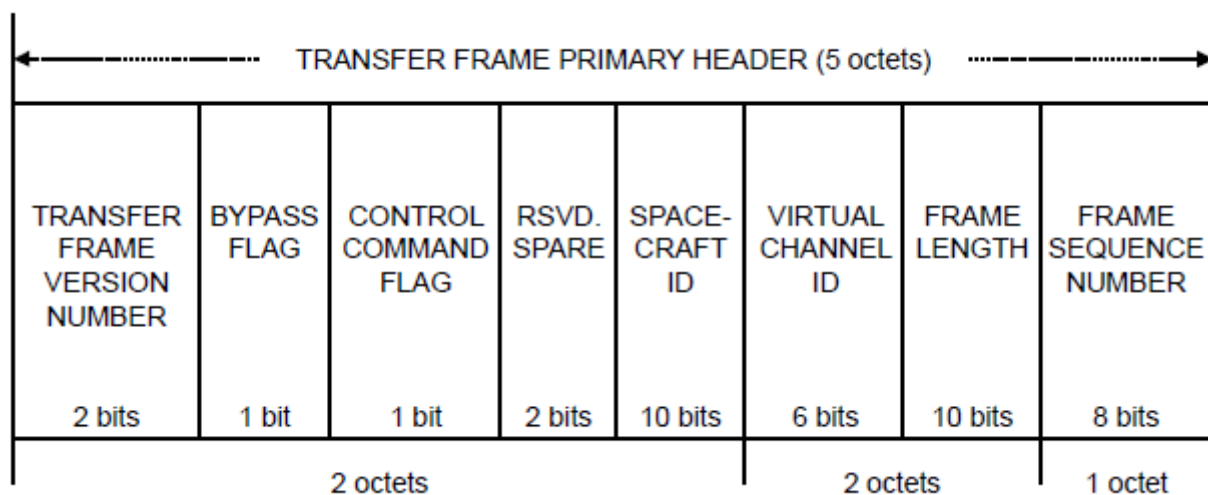 TRANSFER FRAME PRIMARY HEADER (5 octets)
TRANSFER
FRAME
VERSION
NUMBER
2 bits
BYPASS
FLAG
1 bit
CONTROL
COMMAND
FLAG
1 bit
RSVD.
SPARE
2 bits
SPACE-
CRAFT
ID
10 bits
VIRTUAL
CHANNEL
ID
6 bits
FRAME
LENGTH
10 bits
FRAME
SEQUENCE
NUMBER
8 bits
2 octets
2 octets
1 octet